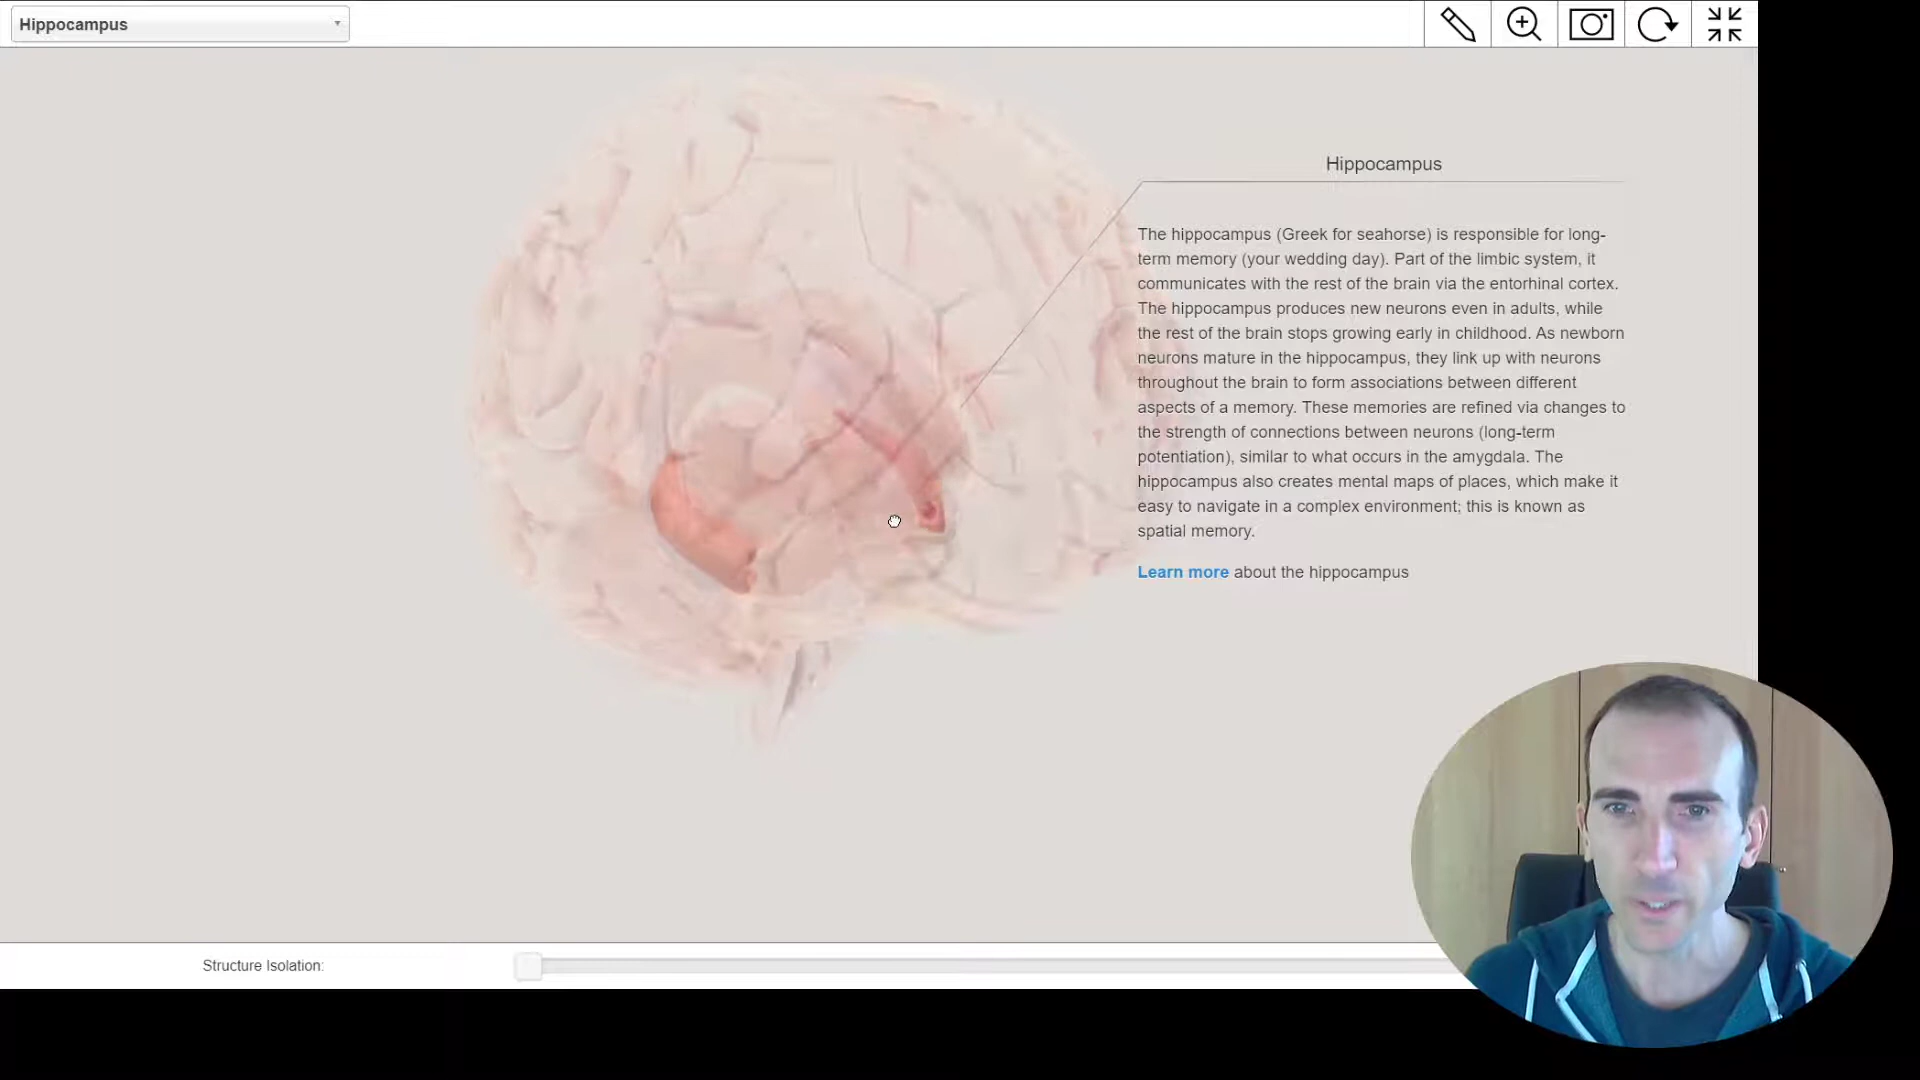 Hippocampus
Hippocampus
The hippocampus (Greek for seahorse) is responsible for long-
term memory (your wedding day). Part of the limbic system, it
communicates with the rest of the brain via the entorhinal cortex.
The hippocampus produces new neurons even in adults, while
the rest of the brain stops growing early in childhood. As newborn
neurons mature in the hippocampus, they link up with neurons
throughout the brain to form associations between different
aspects of a memory. These memories are refined via changes to
the strength of connections between neurons (long-term
potentiation), similar to what occurs in the amygdala. The
hippocampus also creates mental maps of places, which make it
easy to navigate in a complex environment; this is known as
spatial memory.
Learn more about the hippocampus
Structure Isolation: